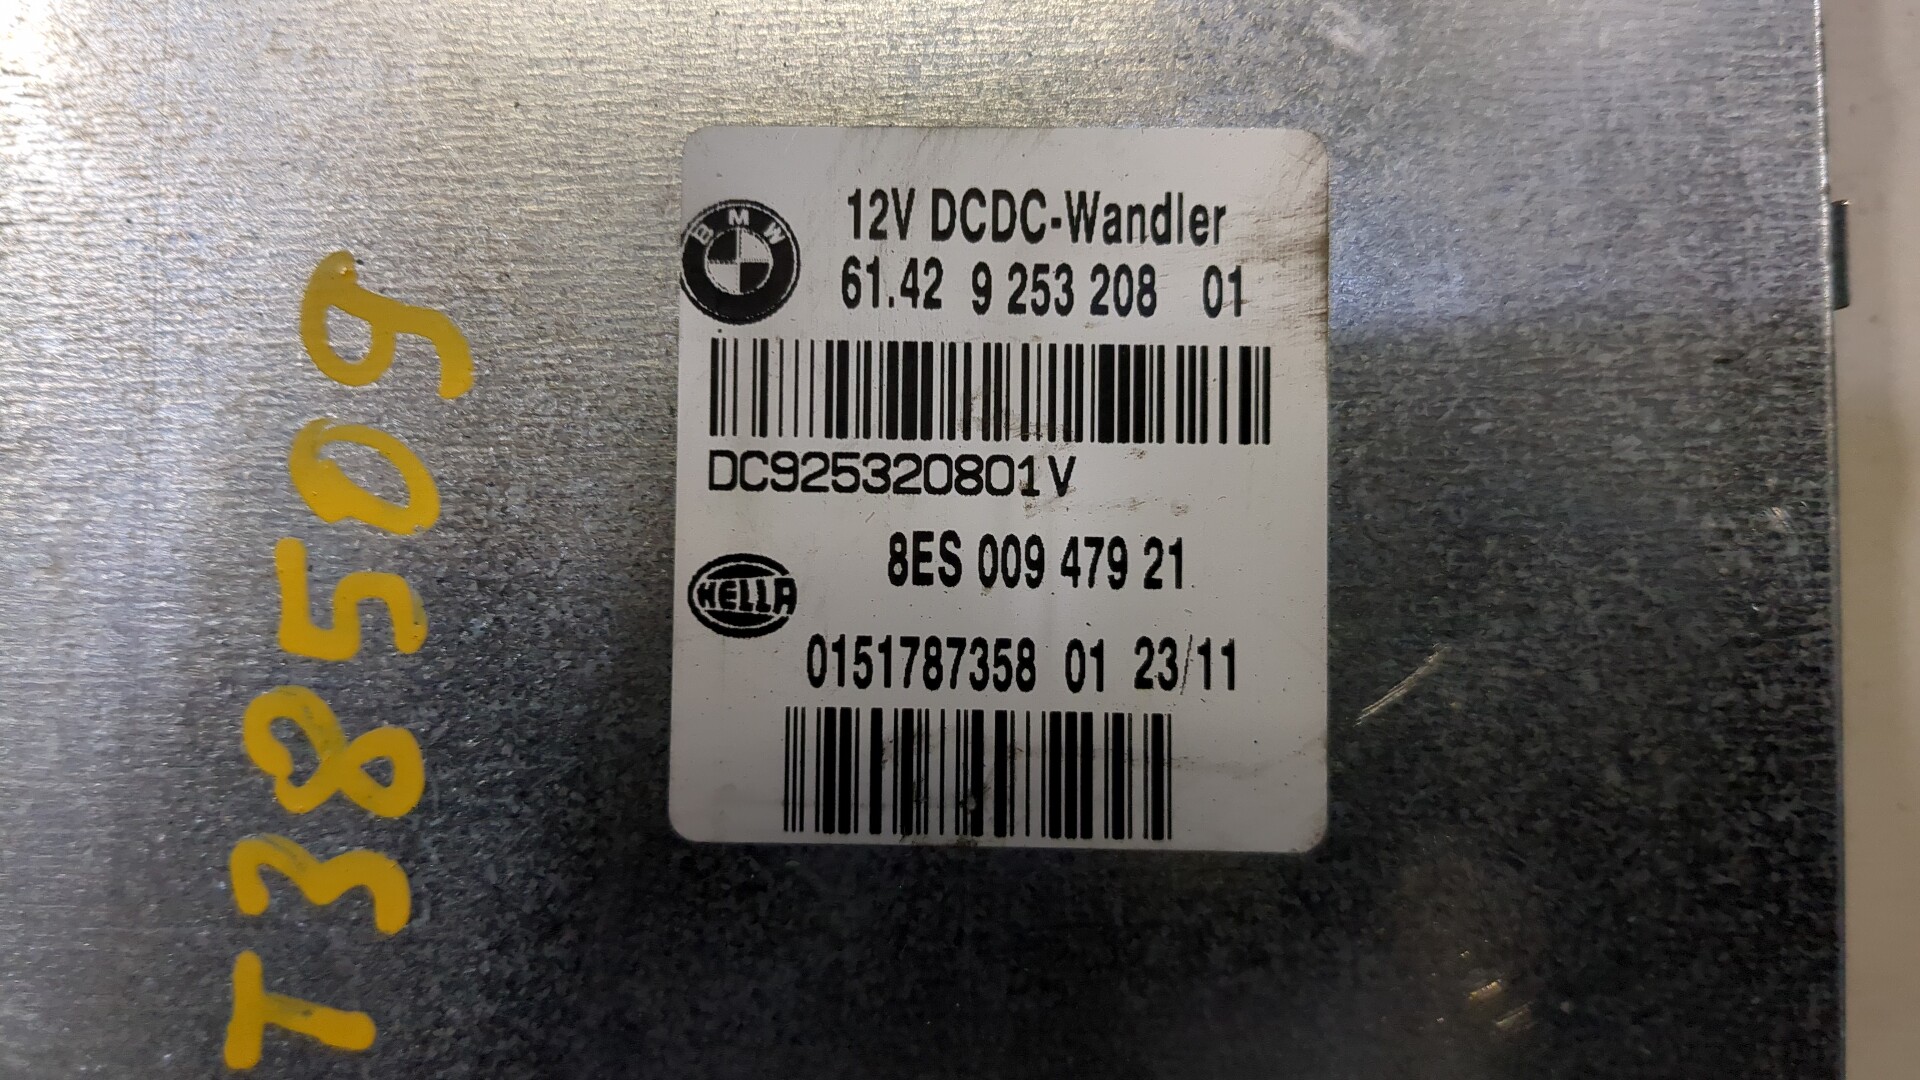 BMW
12V DCDC-Wandler
61.42 9 253 208 01
DC925320801V
8ES 009 479 21
HELLA
0151787358 01 23/11
T38509